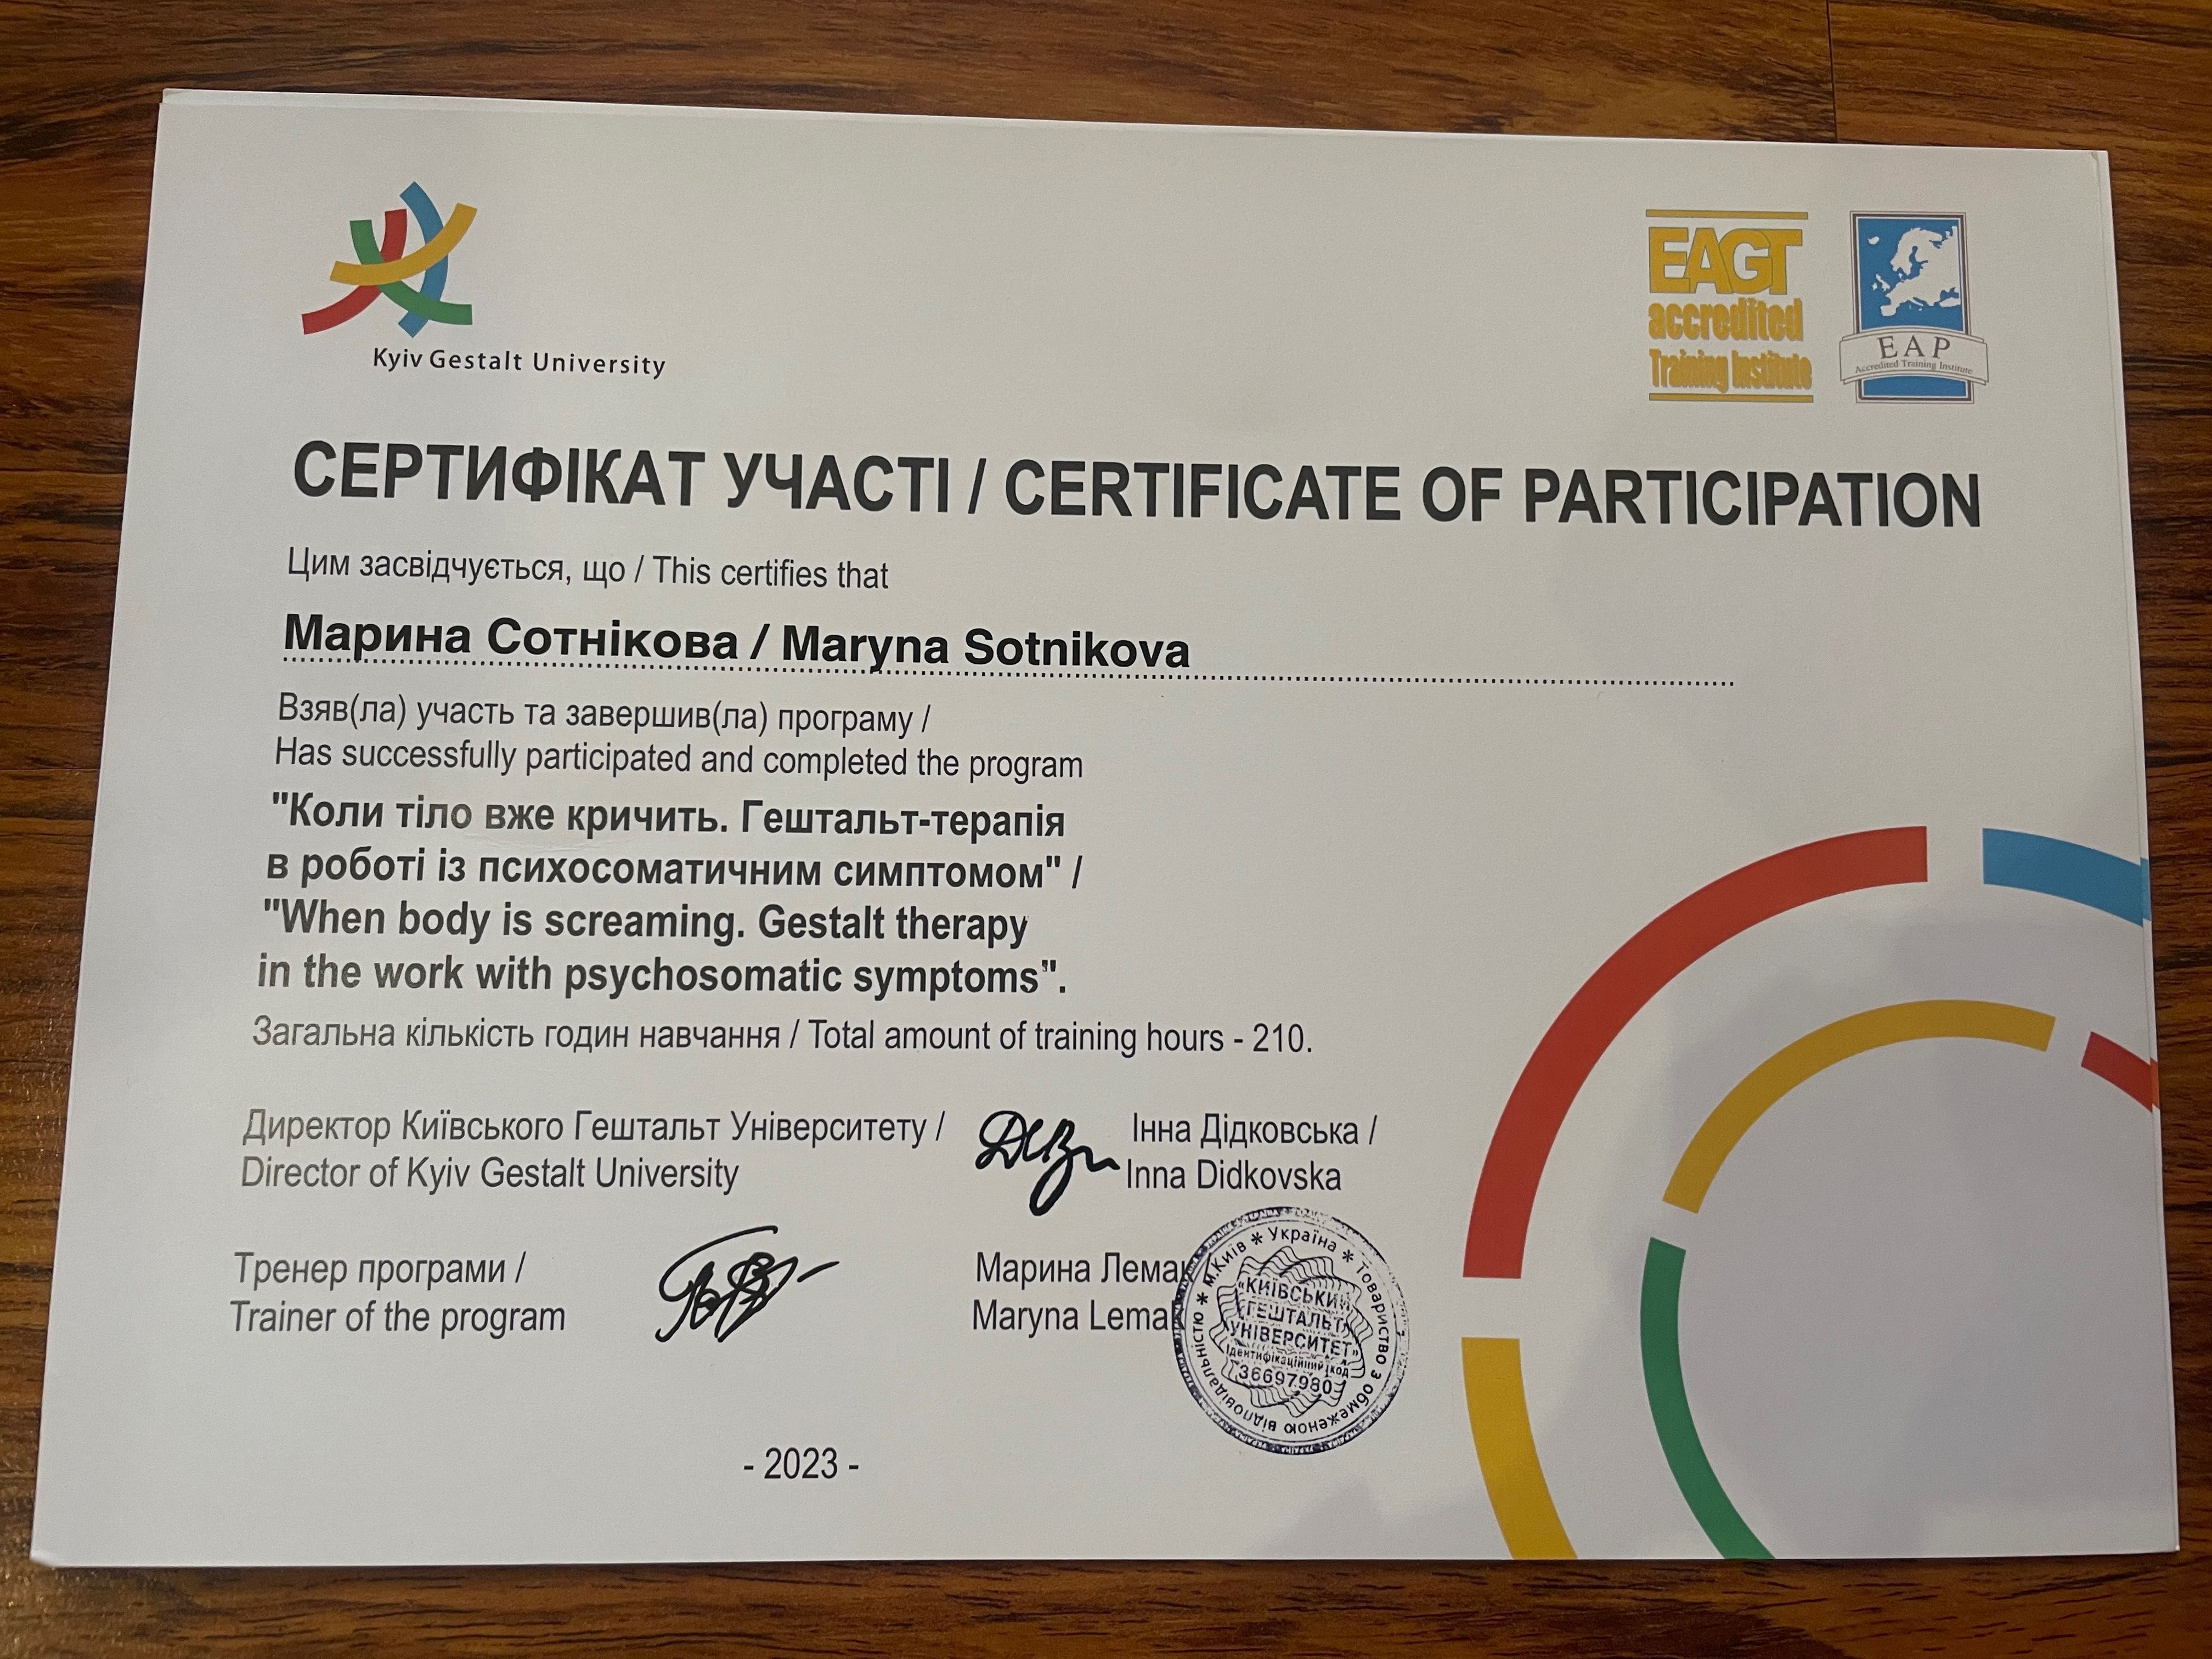 Kyiv Gestalt University
EAGT
accredited
Training Institute
EAP
Accredited Training Institute
СЕРТИФІКАТ УЧАСТІ / CERTIFICATE OF PARTICIPATION
Цим засвідчується, що / This certifies that
Марина Сотнікова / Maryna Sotnikova
Взяв(ла) участь та завершив(ла) програму /
Has successfully participated and completed the program
"Коли тіло вже кричить. Гештальт-терапія
в роботі із психосоматичним симптомом" /
"When body is screaming. Gestalt therapy
in the work with psychosomatic symptoms".
Загальна кількість годин навчання / Total amount of training hours - 210.
Директор Київського Гештальт Університету / Інна Дідковська /
Director of Kyiv Gestalt University Inna Didkovska
Тренер програми / Марина
Trainer of the program Maryna
Україна * Товариство з обмеженою відповідальністю * м.Київ *
«КИЇВСЬКИЙ
ГЕШТАЛЬТ
УНІВЕРСИТЕТ»
Ідентифікаційний код
36697980
- 2023 -